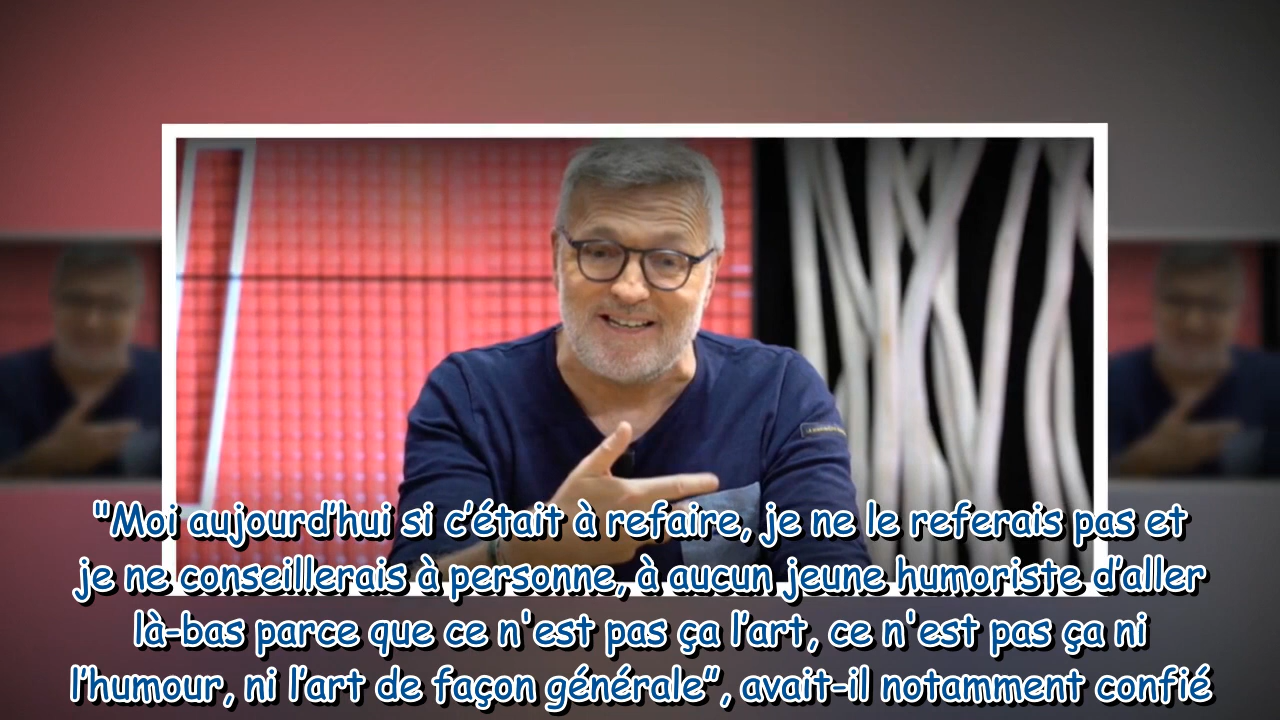 "Moi aujourd’hui si c’était à refaire, je ne le referais pas et
je ne conseillerais à personne, à aucun jeune humoriste d’aller
là-bas parce que ce n'est pas ça l’art, ce n'est pas ça ni
l’humour, ni l’art de façon générale”, avait-il notamment confié